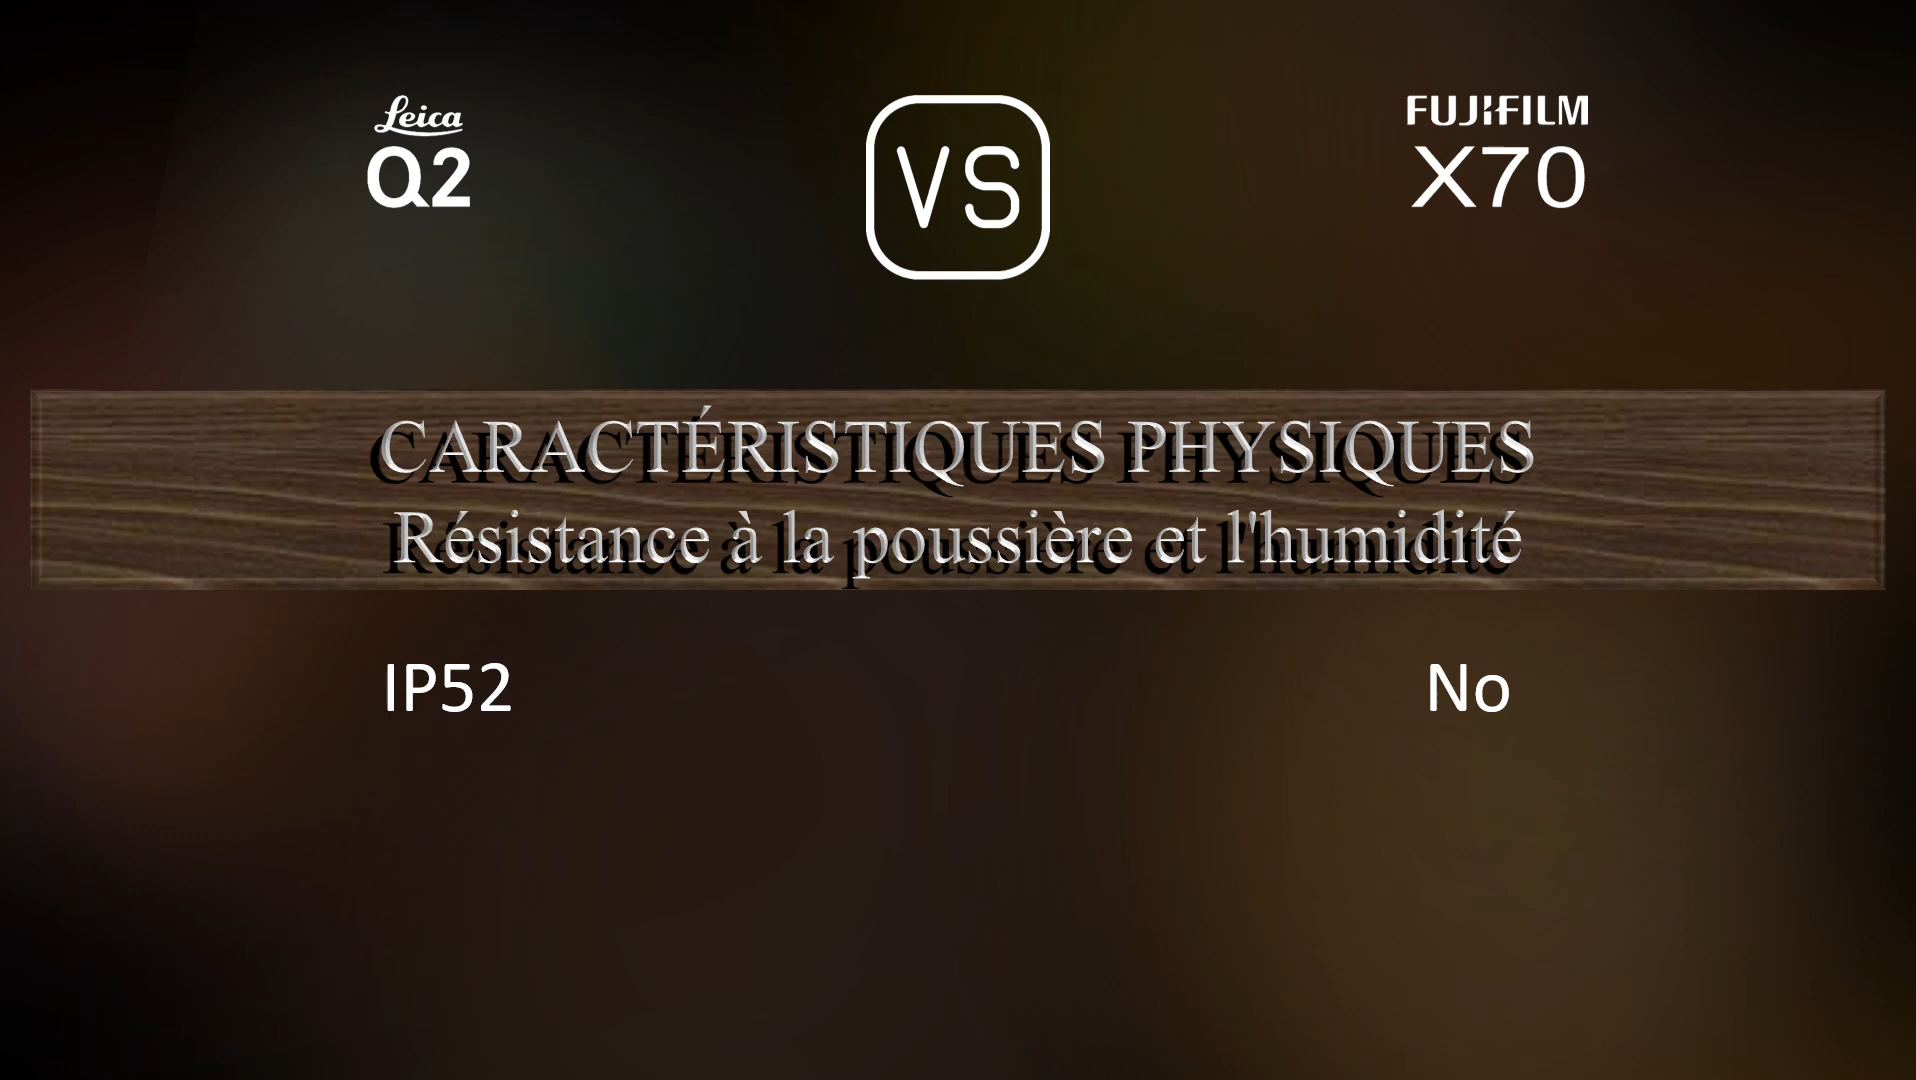 Leica
Q2
VS
FUJIFILM
X70
CARACTÉRISTIQUES PHYSIQUES
Résistance à la poussière et l'humidité
IP52
No